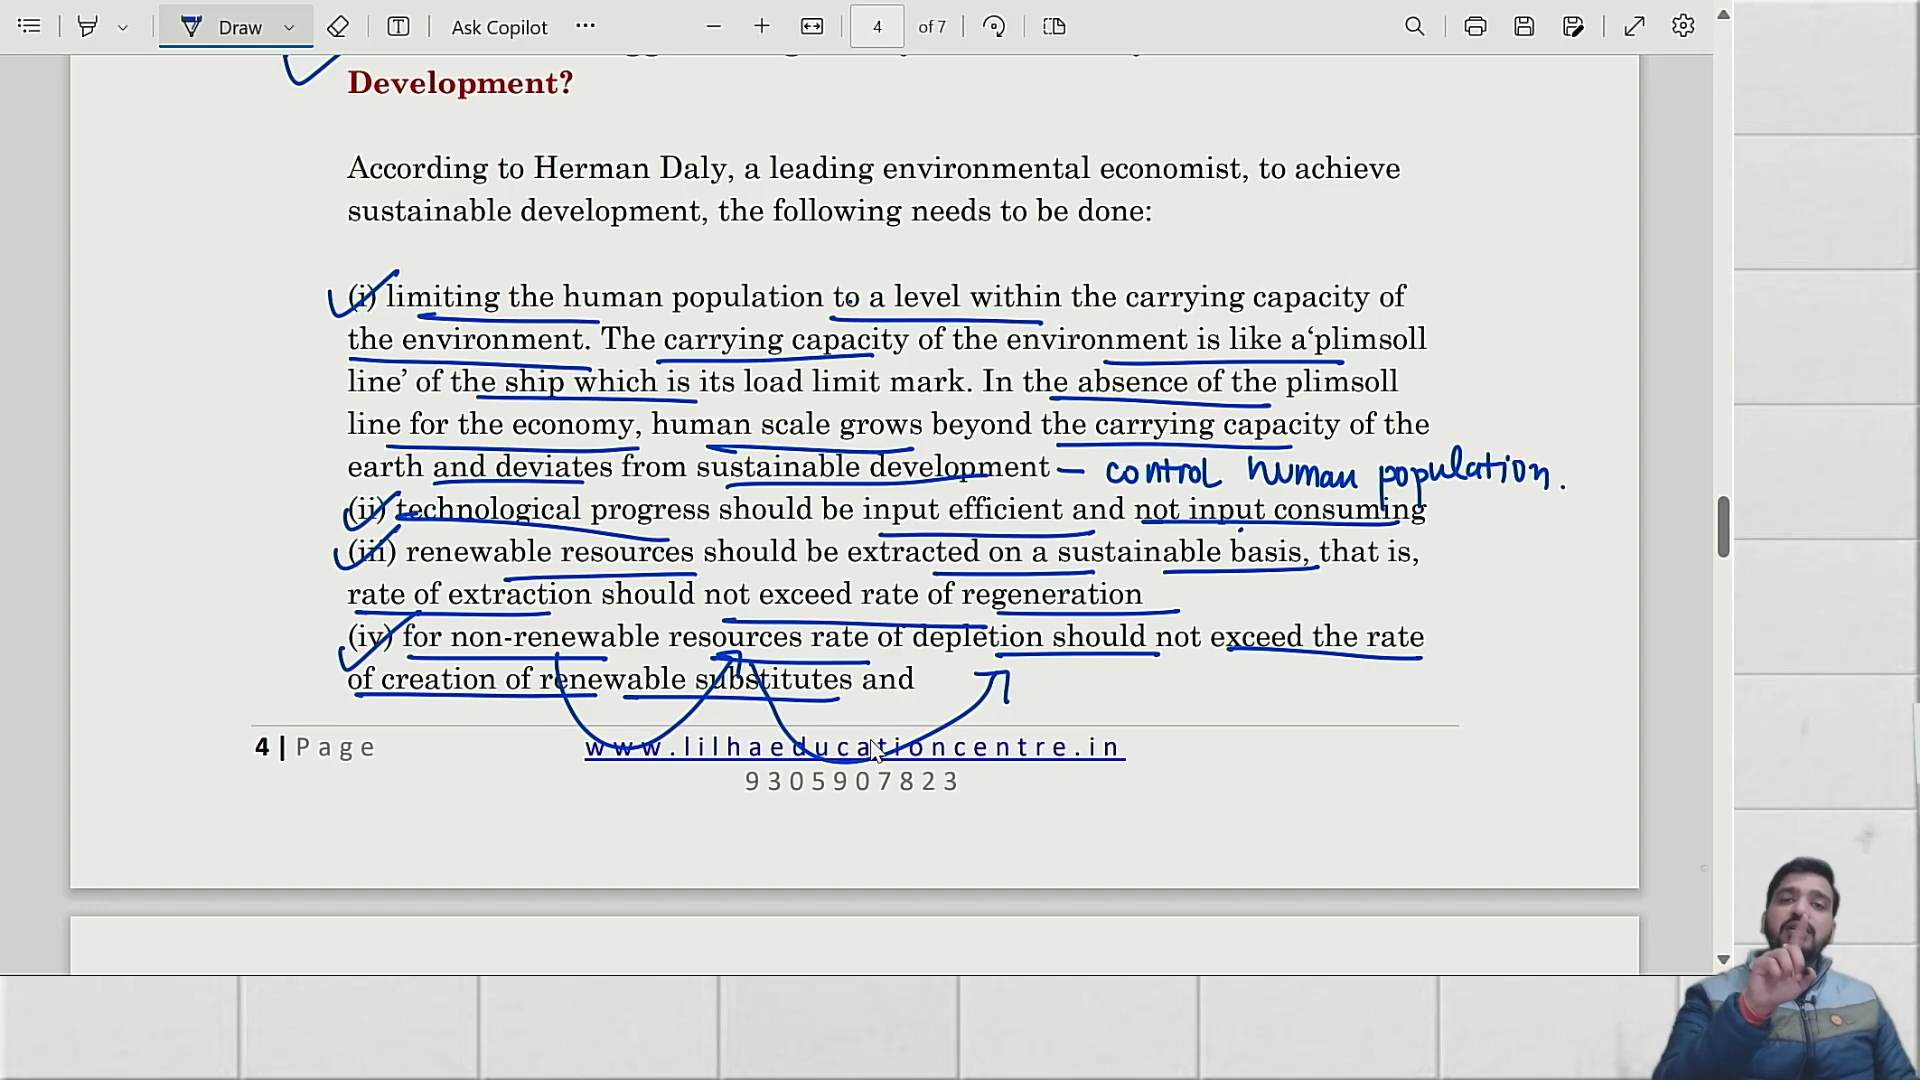 Draw
Ask Copilot
4 of 7
Development?
According to Herman Daly, a leading environmental economist, to achieve
sustainable development, the following needs to be done:
(i) limiting the human population to a level within the carrying capacity of
the environment. The carrying capacity of the environment is like a‘plimsoll
line’ of the ship which is its load limit mark. In the absence of the plimsoll
line for the economy, human scale grows beyond the carrying capacity of the
earth and deviates from sustainable development – control human population.
(ii) technological progress should be input efficient and not input consuming
(iii) renewable resources should be extracted on a sustainable basis, that is,
rate of extraction should not exceed rate of regeneration
(iv) for non-renewable resources rate of depletion should not exceed the rate
of creation of renewable substitutes and
4 | Page www.lilhaeducationcentre.in
9305907823